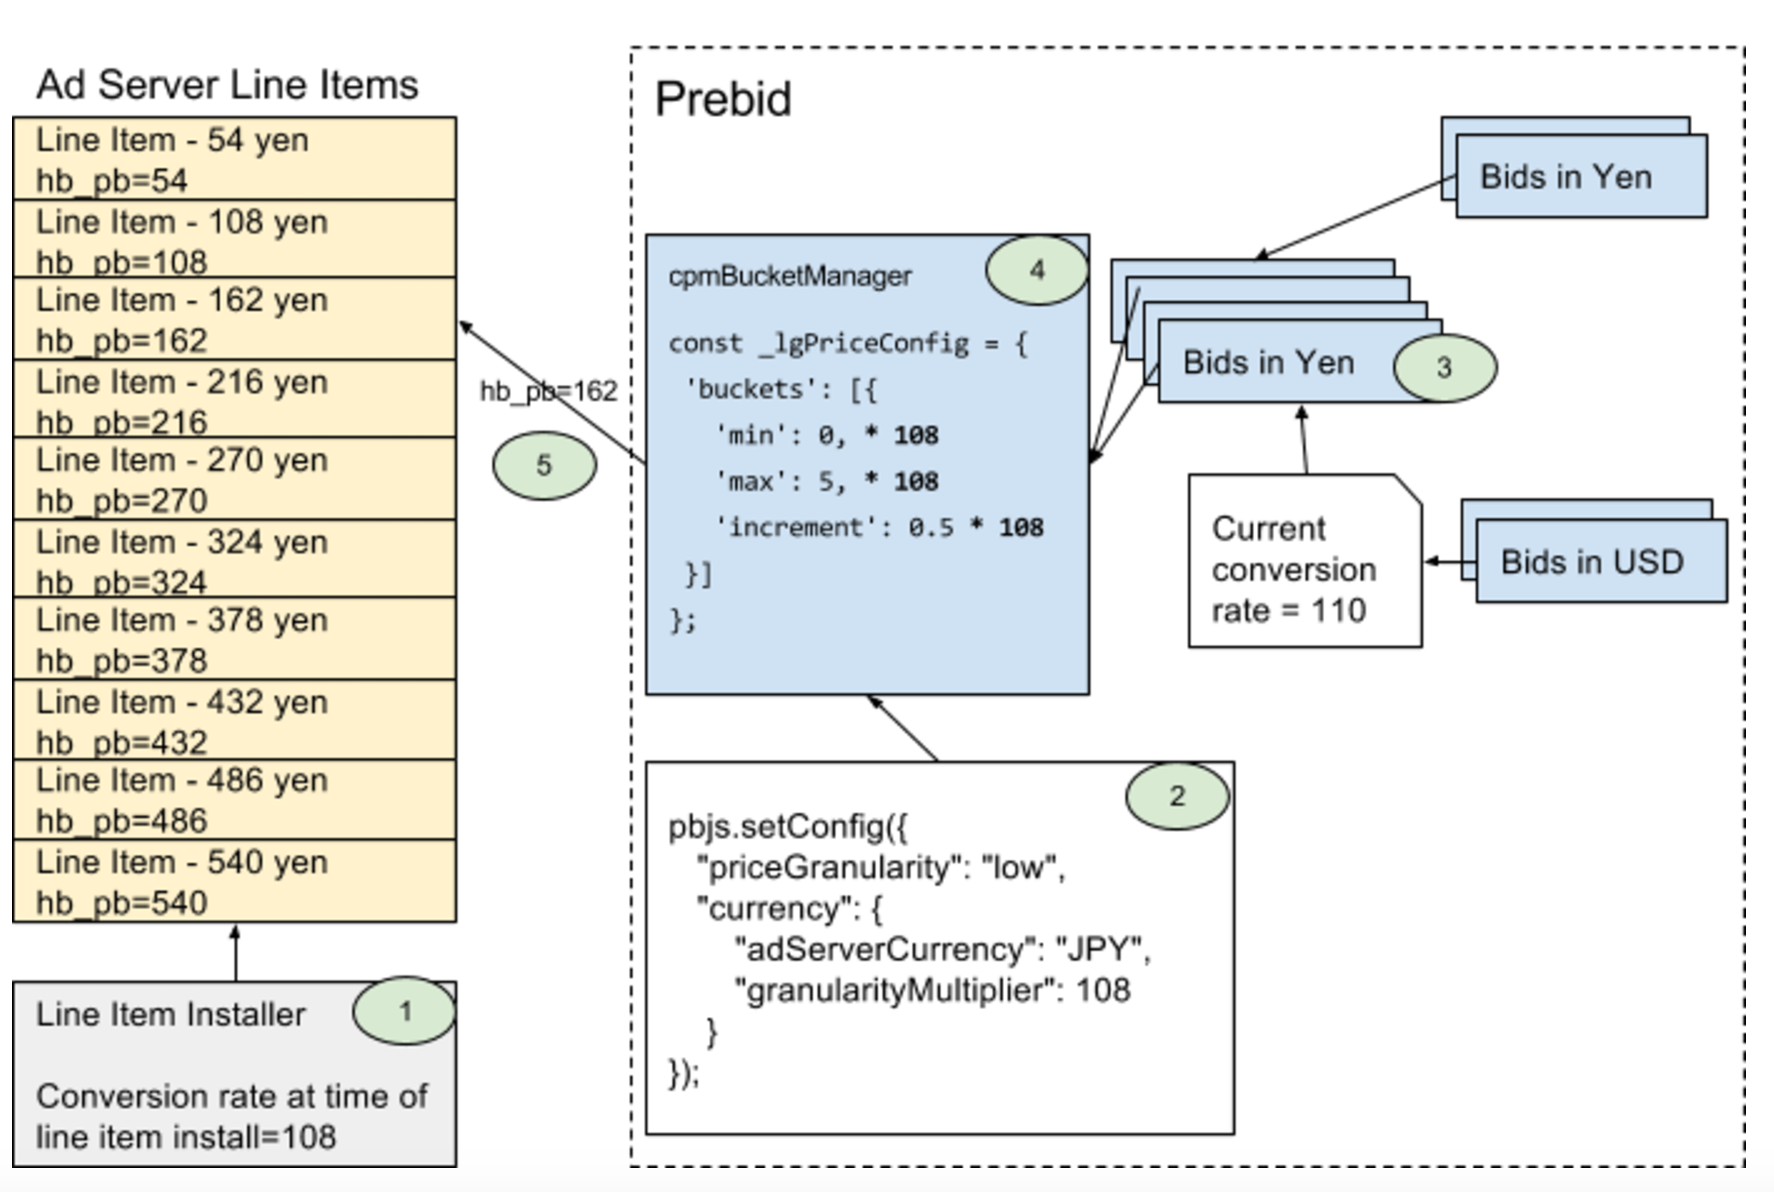 Ad Server Line Items
Line Item - 54 yen
hb_pb=54
Line Item - 108 yen
hb_pb=108
Line Item - 162 yen
hb_pb=162
Line Item - 216 yen
hb_pb=216
Line Item - 270 yen
hb_pb=270
Line Item - 324 yen
hb_pb=324
Line Item - 378 yen
hb_pb=378
Line Item - 432 yen
hb_pb=432
Line Item - 486 yen
hb_pb=486
Line Item - 540 yen
hb_pb=540
Line Item Installer
1
Conversion rate at time of
line item install=108
hb_pb=162
5
Prebid
cpmBucketManager
4
const _lgPriceConfig = {
'buckets': [{
'min': 0, * 108
'max': 5, * 108
'increment': 0.5 * 108
}]
};
Bids in Yen
Bids in Yen
3
Current
conversion
rate = 110
Bids in USD
2
pbjs.setConfig({
"priceGranularity": "low",
"currency": {
"adServerCurrency": "JPY",
"granularityMultiplier": 108
}
});